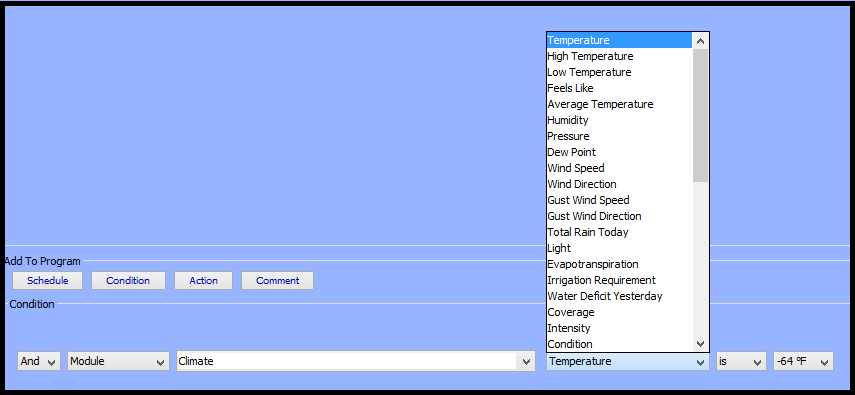 Temperature
High Temperature
Low Temperature
Feels Like
Average Temperature
Humidity
Pressure
Dew Point
Wind Speed
Wind Direction
Gust Wind Speed
Gust Wind Direction
Total Rain Today
Light
Evapotranspiration
Irrigation Requirement
Water Deficit Yesterday
Coverage
Intensity
Condition
Add To Program
Schedule Condition Action Comment
Condition
And Module Climate Temperature is -64 °F